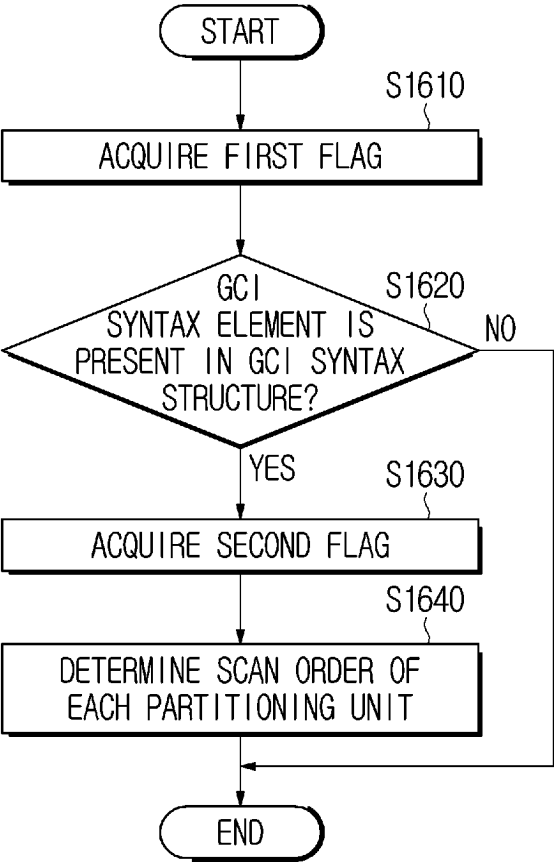 START
S1610
ACQUIRE FIRST FLAG
S1620
GCI
SYNTAX ELEMENT IS
PRESENT IN GCI SYNTAX
STRUCTURE?
NO
YES
S1630
ACQUIRE SECOND FLAG
S1640
DETERMINE SCAN ORDER OF
EACH PARTITIONING UNIT
END